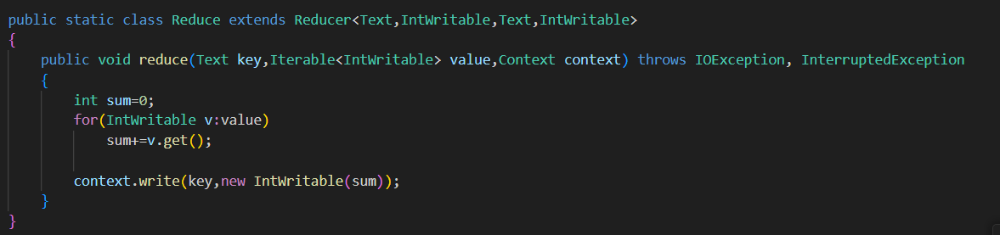 public static class Reduce extends Reducer<Text,IntWritable,Text,IntWritable>
{
    public void reduce(Text key,Iterable<IntWritable> value,Context context) throws IOException, InterruptedException
    {
        int sum=0;
        for(IntWritable v:value)
            sum+=v.get();

        context.write(key,new IntWritable(sum));
    }
}